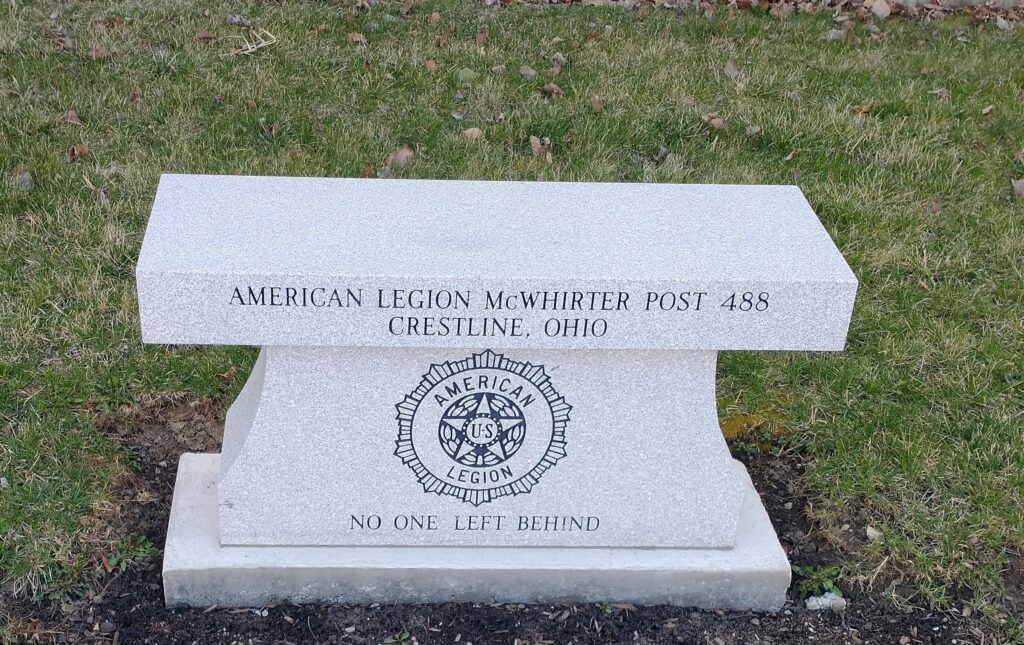 AMERICAN LEGION McWHIRTER POST 488
CRESTLINE, OHIO
AMERICAN
U·S
LEGION
NO ONE LEFT BEHIND